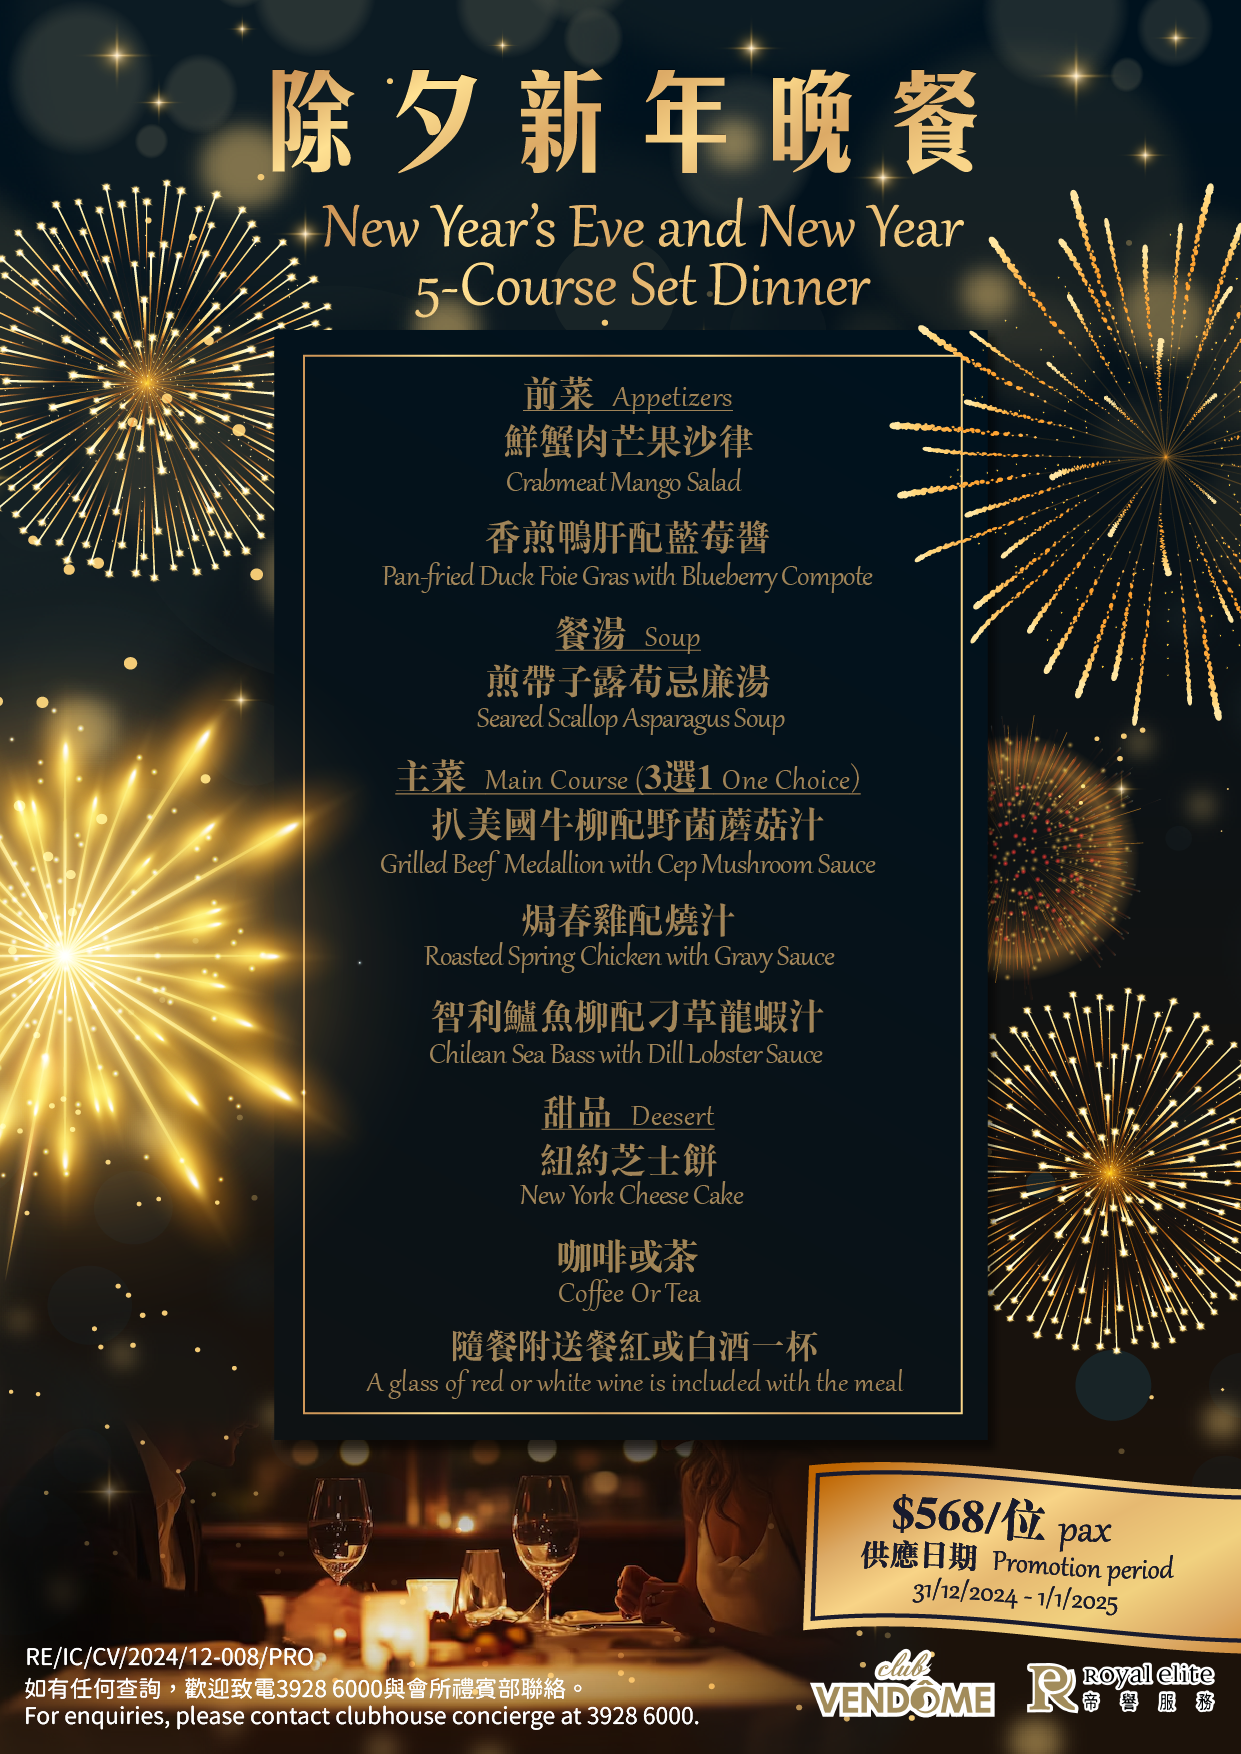 除夕新年晚餐
New Year's Eve and New Year
5-Course Set Dinner
前菜 Appetizers
鮮蟹肉芒果沙律
Crabmeat Mango Salad
香煎鴨肝配藍莓醬
Pan-fried Duck Foie Gras with Blueberry Compote
餐湯 Soup
煎帶子露荀忌廉湯
Seared Scallop Asparagus Soup
主菜 Main Course (3選1 One Choice)
扒美國牛柳配野菌蘑菇汁
Grilled Beef Medallion with Cep Mushroom Sauce
焗春雞配燒汁
Roasted Spring Chicken with Gravy Sauce
智利鱸魚柳配刁草龍蝦汁
Chilean Sea Bass with Dill Lobster Sauce
甜品 Deesert
紐約芝士餅
New York Cheese Cake
咖啡或茶
Coffee Or Tea
隨餐附送餐紅或白酒一杯
A glass of red or white wine is included with the meal
$568/位 pax
供應日期 Promotion period
31/12/2024 - 1/1/2025
RE/IC/CV/2024/12-008/PRO
如有任何查詢，歡迎致電3928 6000與會所禮賓部聯絡。
For enquiries, please contact clubhouse concierge at 3928 6000.
club
VENDÔME
R Royal elite
帝譽服務